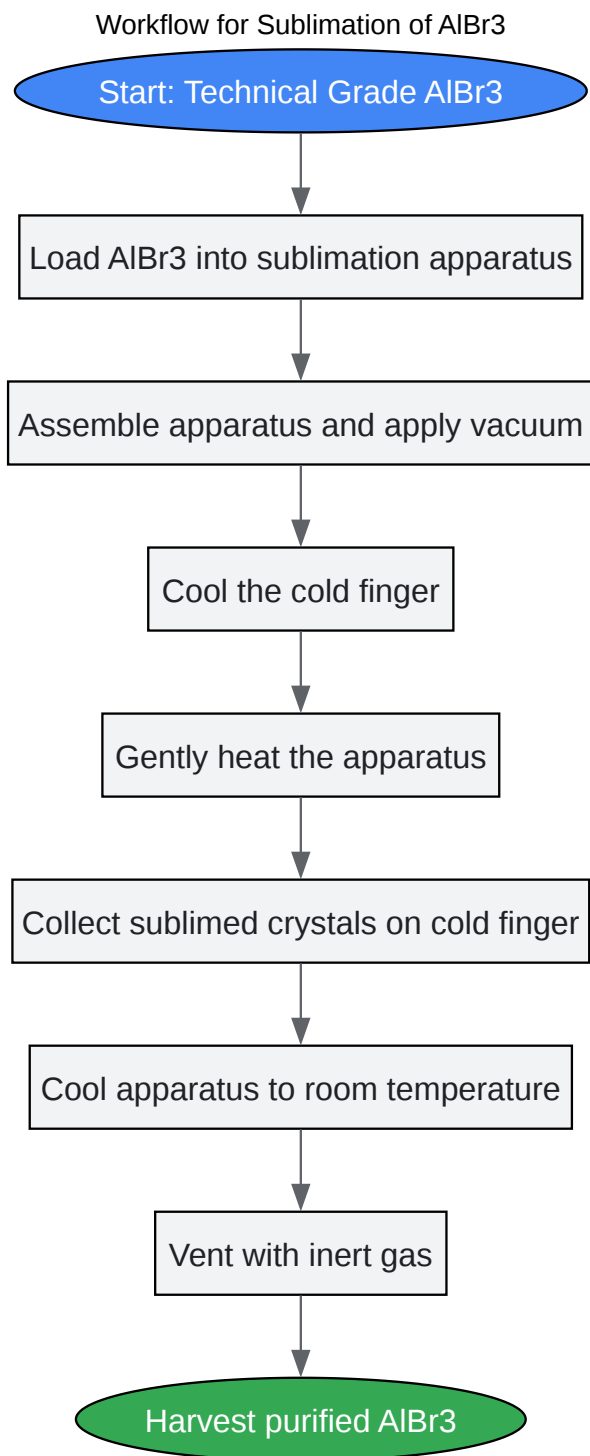 Workflow for Sublimation of AlBr3
Start: Technical Grade AlBr3
Load AlBr3 into sublimation apparatus
Assemble apparatus and apply vacuum
Cool the cold finger
Gently heat the apparatus
Collect sublimed crystals on cold finger
Cool apparatus to room temperature
Vent with inert gas
Harvest purified AlBr3